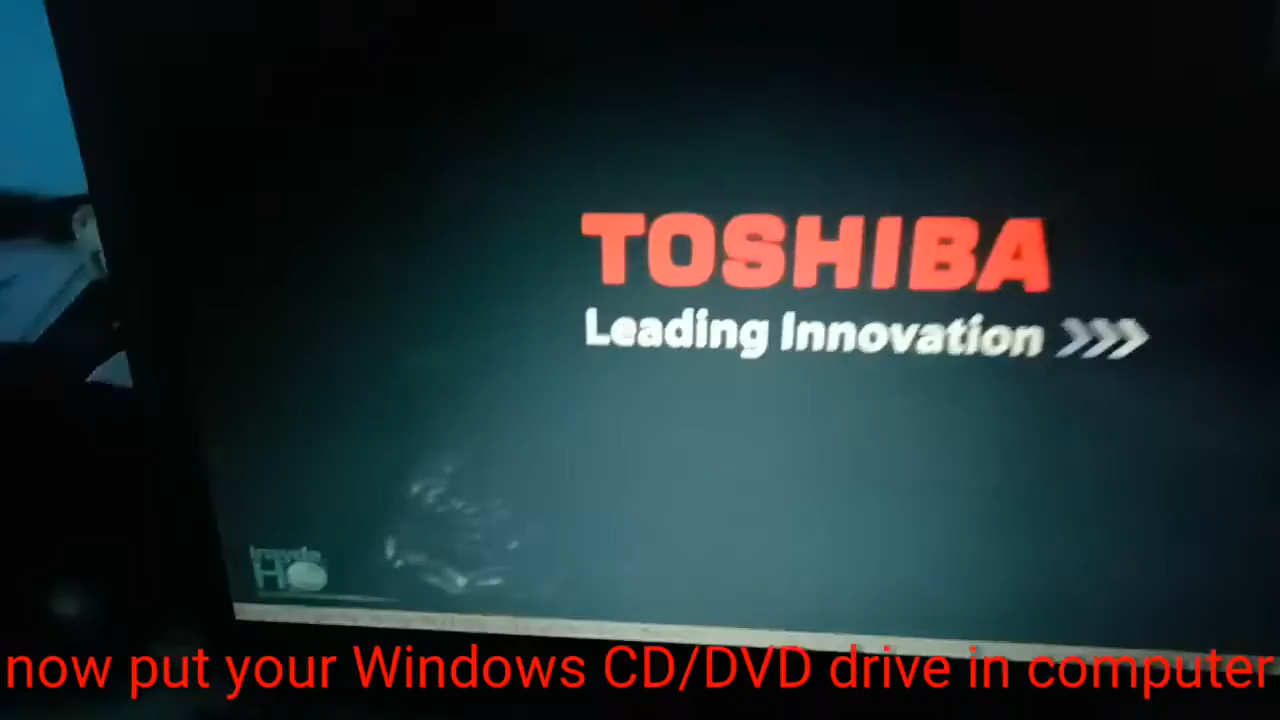 TOSHIBA
Leading Innovation >>>
now put your Windows CD/DVD drive in computer